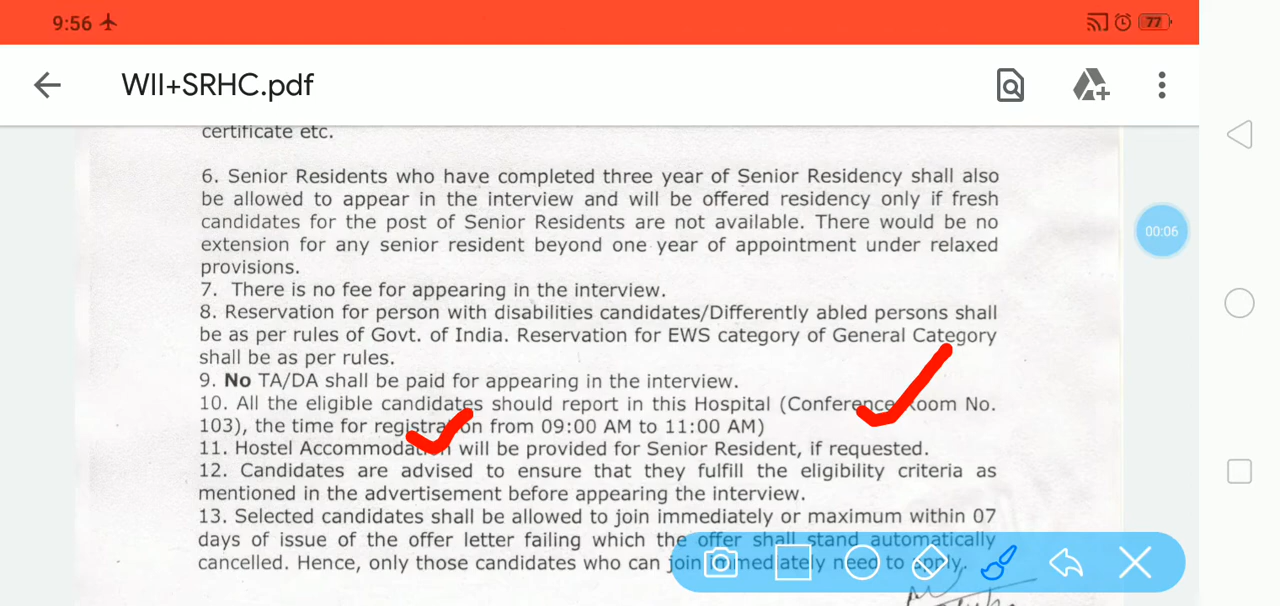 9:56
77
WII+SRHC.pdf
certificate etc.
6. Senior Residents who have completed three year of Senior Residency shall also
be allowed to appear in the interview and will be offered residency only if fresh
candidates for the post of Senior Residents are not available. There would be no
extension for any senior resident beyond one year of appointment under relaxed
provisions.
00:06
7. There is no fee for appearing in the interview.
8. Reservation for person with disabilities candidates/Differently abled persons shall
be as per rules of Govt. of India. Reservation for EWS category of General Category
shall be as per rules.
9. No TA/DA shall be paid for appearing in the interview.
10. All the eligible candidates should report in this Hospital (Conference Room No.
103), the time for registration from 09:00 AM to 11:00 AM)
11. Hostel Accommodation will be provided for Senior Resident, if requested.
12. Candidates are advised to ensure that they fulfill the eligibility criteria as
mentioned in the advertisement before appearing the interview.
13. Selected candidates shall be allowed to join immediately or maximum within 07
days of issue of the offer letter failing which the offer shall stand automatically
cancelled. Hence, only those candidates who can join immediately need to apply.